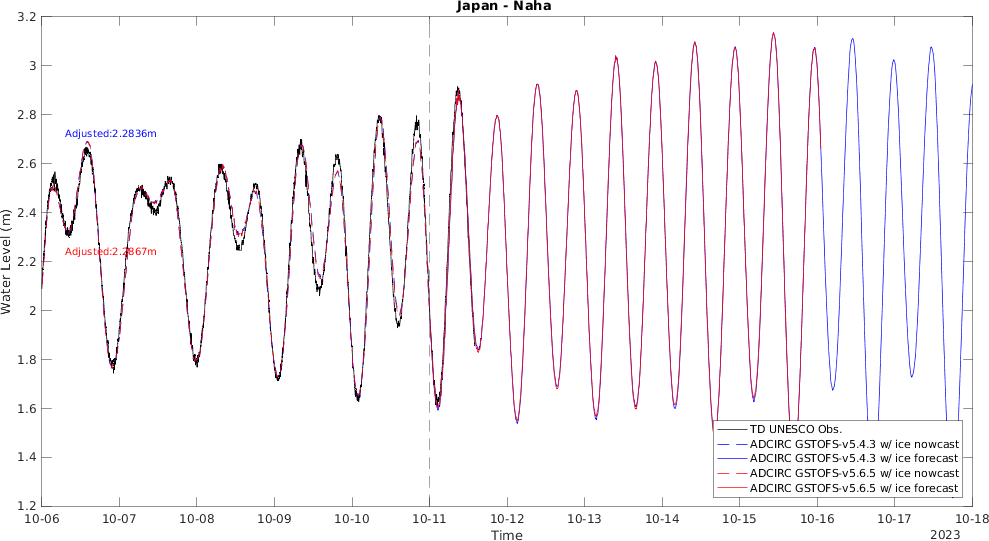 Japan - Naha
3.2
3
2.8
2.6
2.4
2.2
2
1.8
1.6
1.4
1.2
Water Level (m)
Adjusted:2.2836m
Adjusted:2.2867m
TD UNESCO Obs.
ADCIRC GSTOFS-v5.4.3 w/ ice nowcast
ADCIRC GSTOFS-v5.4.3 w/ ice forecast
ADCIRC GSTOFS-v5.6.5 w/ ice nowcast
ADCIRC GSTOFS-v5.6.5 w/ ice forecast
10-06 10-07 10-08 10-09 10-10 10-11 10-12 10-13 10-14 10-15 10-16 10-17 10-18
Time
2023